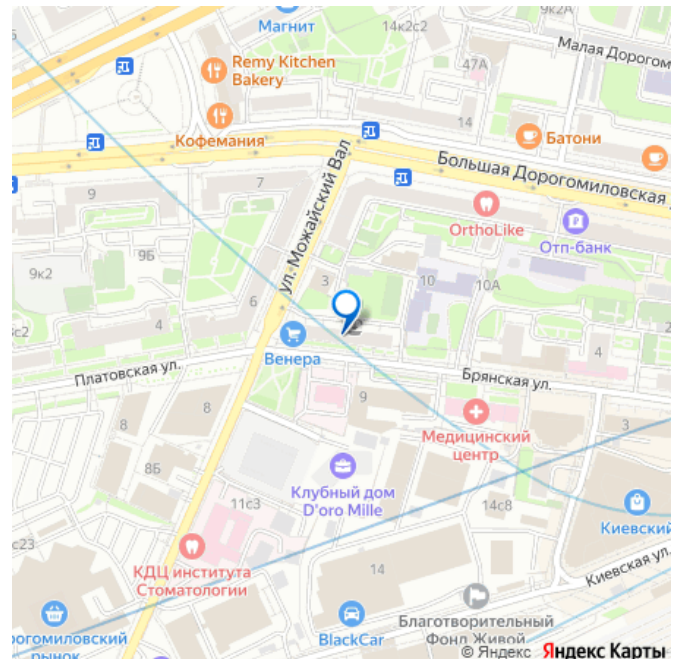 Магнит
14к2с2
9к2А
Малая Дорогом
47А
Remy Kitchen
Bakery
14
Кофемания
Батони
Большая Дорогомиловская
ул. Можайский Вал
9
7
OrthoLike
Отп-банк
9Б
9к2
6
3
10
10А
4
Венера
4
Платовская ул.
Брянская ул.
9
8
8
3
Медицинский
центр
8Б
Клубный дом
D'oro Mille
11с3
14с8
Киевский
с23
КДЦ института
Стоматологии
14
Киевская ул.
рогомиловский
рынок
BlackCar
Благотворительный
Фонд Живой
© Яндекс Яндекс Карты